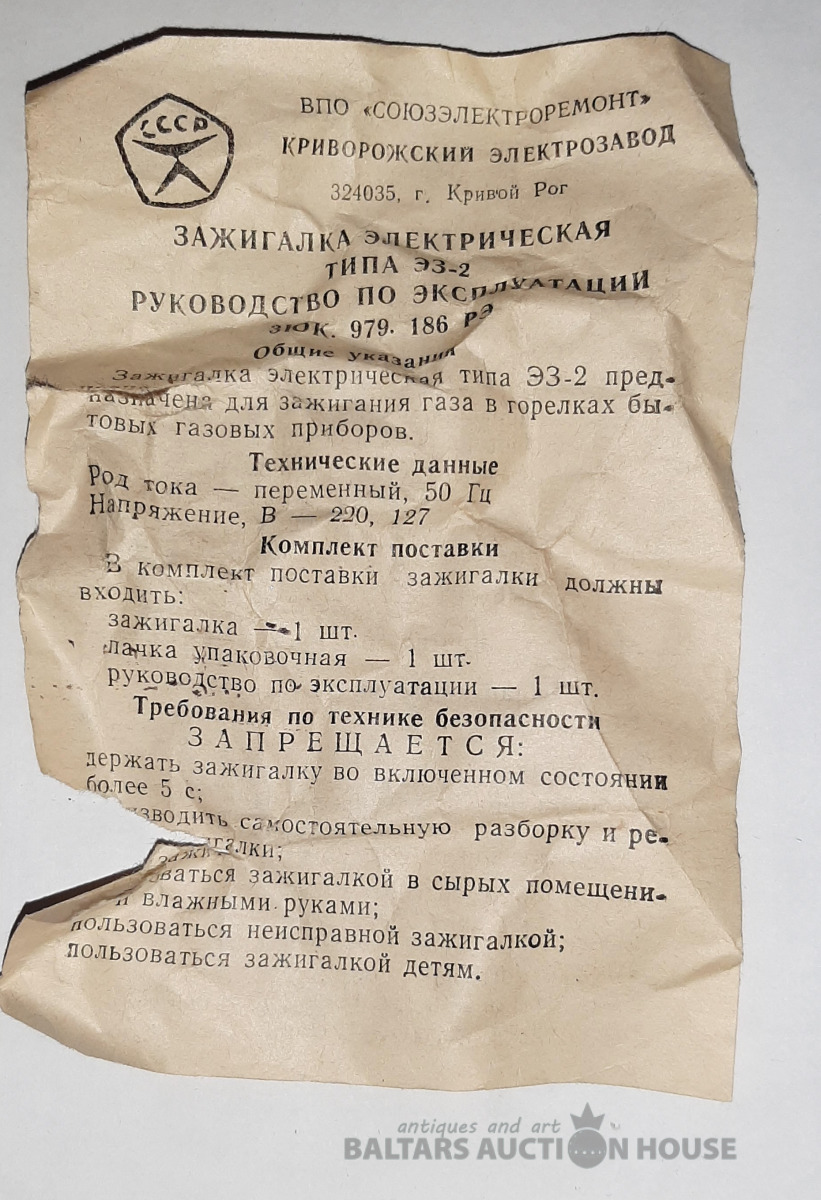 СССР
ВПО «СОЮЗЭЛЕКТРОРЕМОНТ»
КРИВОРОЖСКИЙ ЭЛЕКТРОЗАВОД
324035, г. Кривой Рог
ЗАЖИГАЛКА ЭЛЕКТРИЧЕСКАЯ
ТИПА ЭЗ-2
РУКОВОДСТВО ПО ЭКСПЛУАТАЦИИ
ЗЮК. 979. 186 РЭ
Общие указания
Зажигалка электрическая типа ЭЗ-2 пред-
назначена для зажигания газа в горелках бы-
товых газовых приборов.
Технические данные
Род тока — переменный, 50 Гц
Напряжение, В — 220, 127
Комплект поставки
В комплект поставки зажигалки должны
входить:
зажигалка — 1 шт.
пачка упаковочная — 1 шт.
руководство по эксплуатации — 1 шт.
Требования по технике безопасности
ЗАПРЕЩАЕТСЯ:
держать зажигалку во включенном состоянии
более 5 с;
изводить самостоятельную разборку и ре-
зажигалки;
ваться зажигалкой в сырых помещени-
и влажными руками;
пользоваться неисправной зажигалкой;
пользоваться зажигалкой детям.
antiques and art
BALTARS AUCTION HOUSE